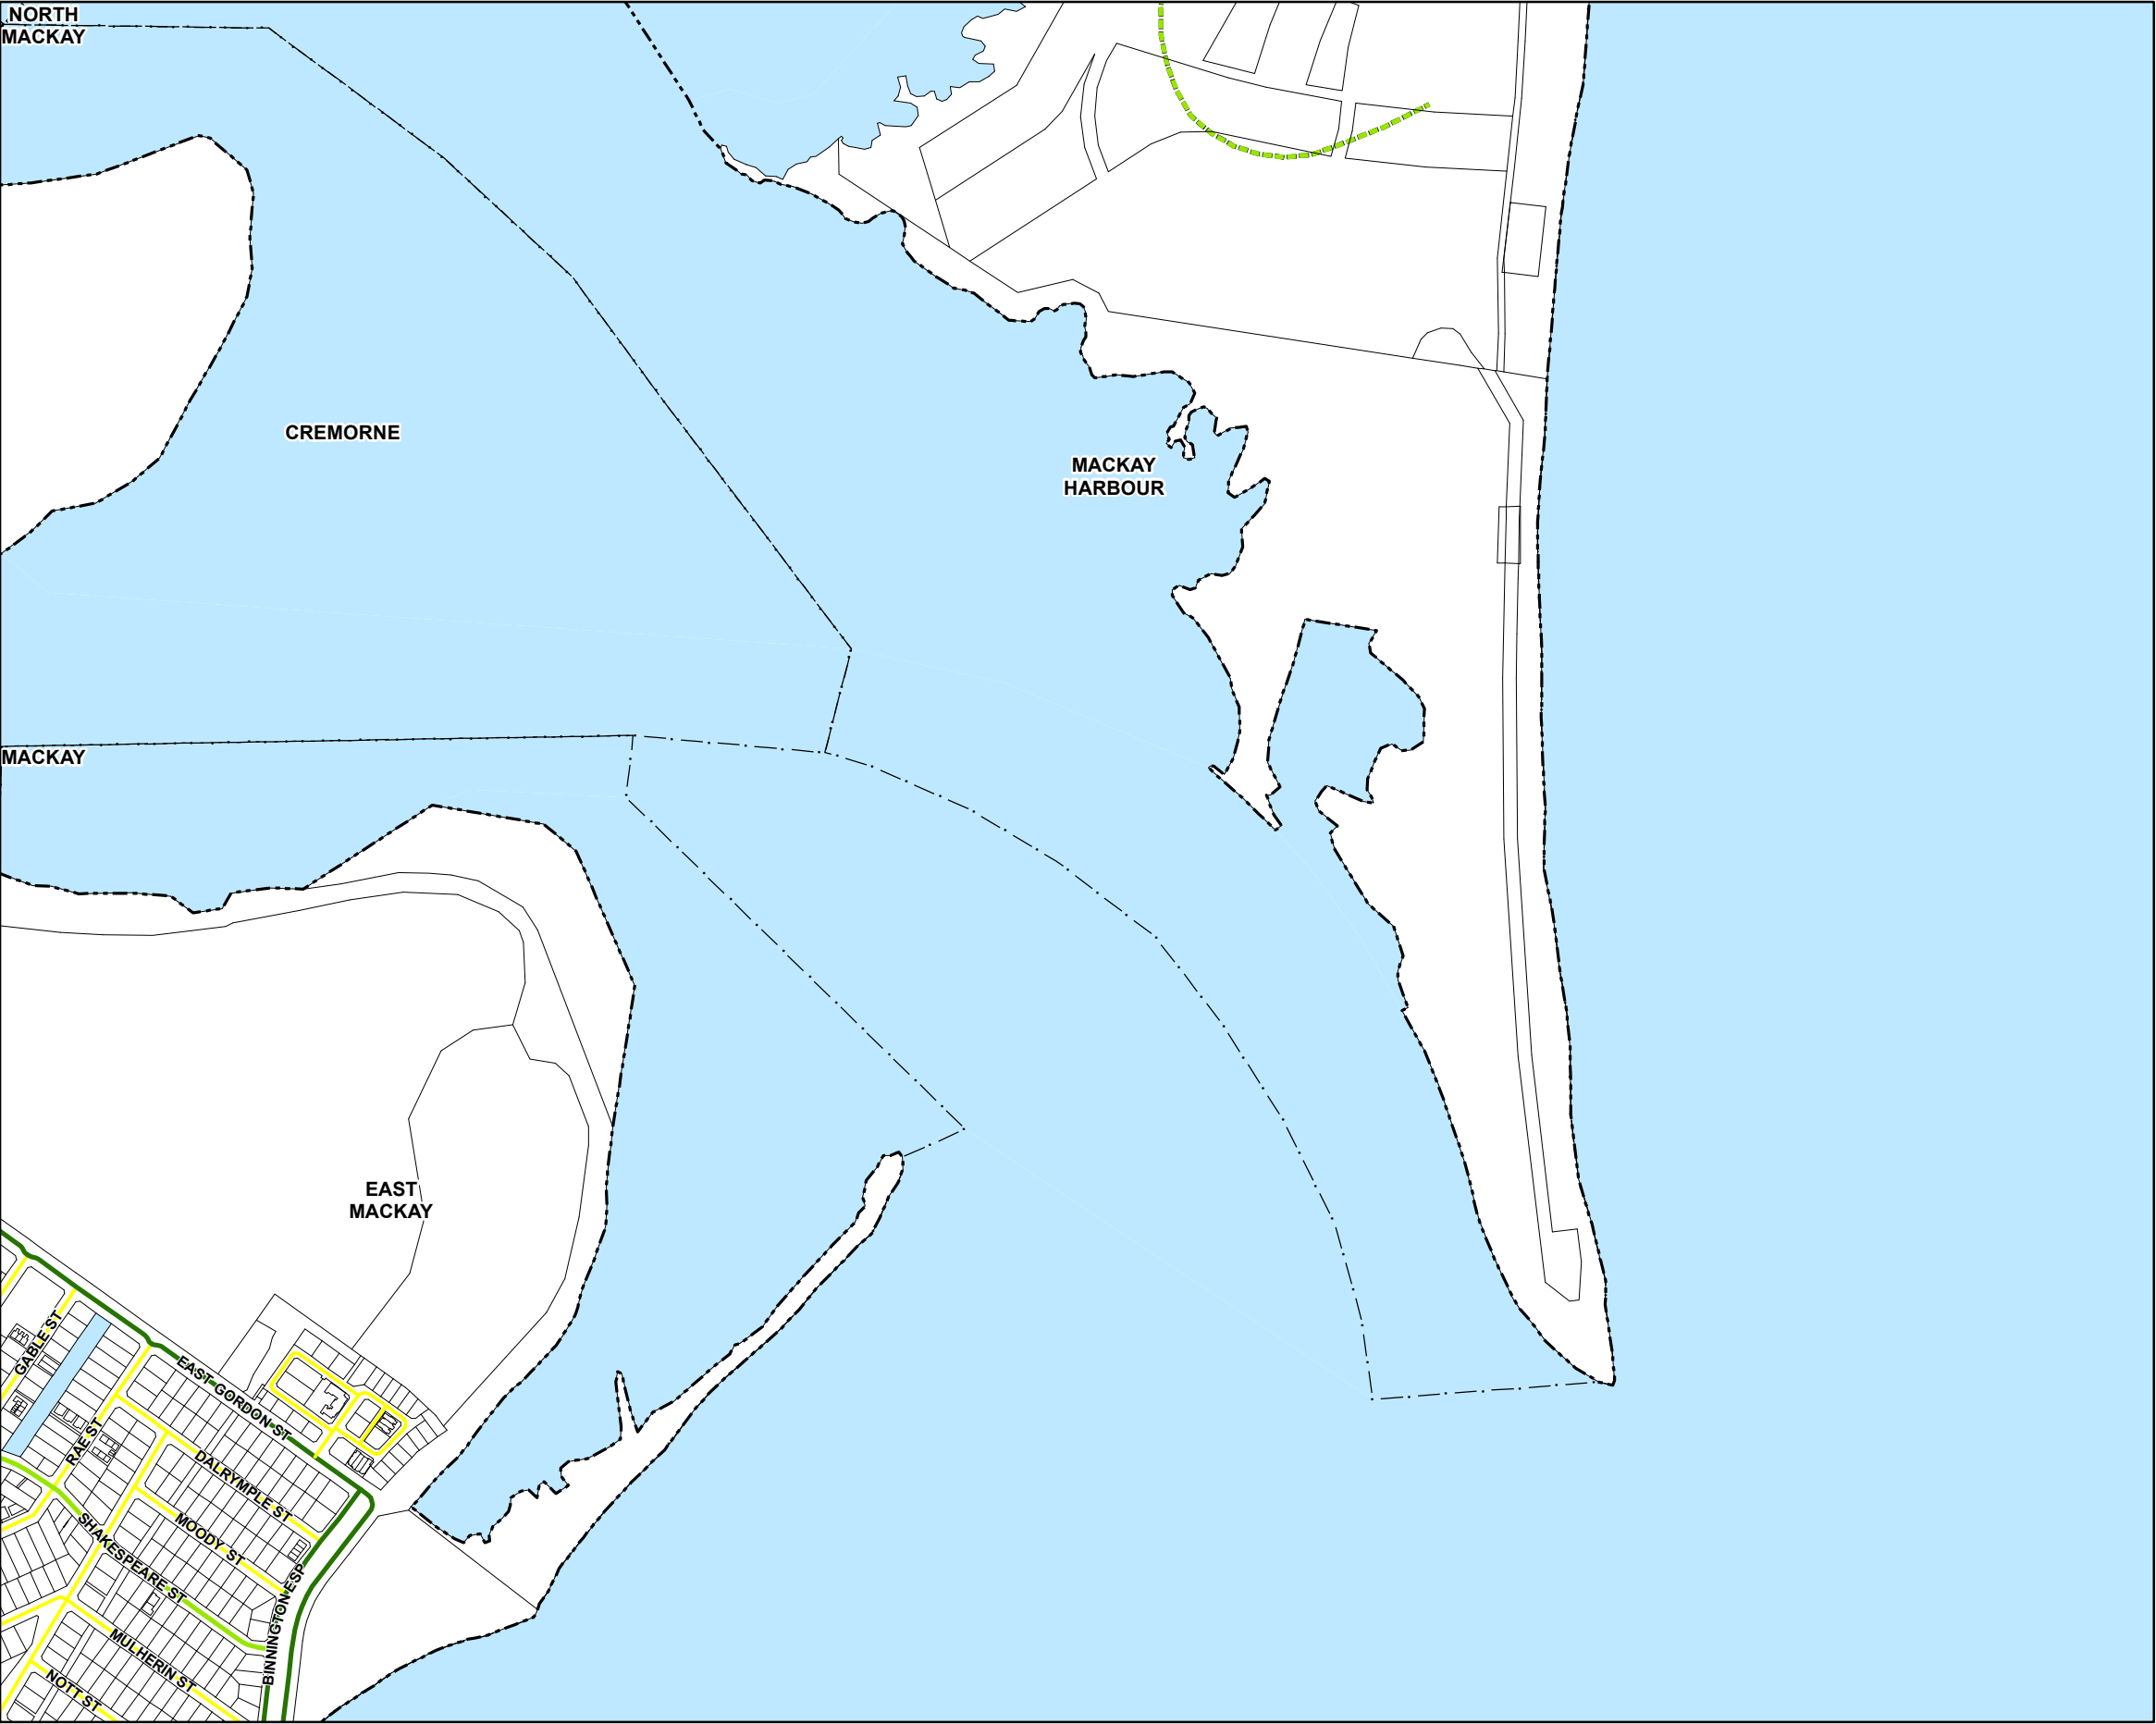 NORTH
MACKAY
CREMORNE
MACKAY
HARBOUR
MACKAY
EAST
MACKAY
GABLE ST
EAST GORDON ST
RAE ST
DALRYMPLE ST
MOODY ST
SHAKESPEARE ST
BINNINGTON ESP
MULHERIN ST
NOTT ST